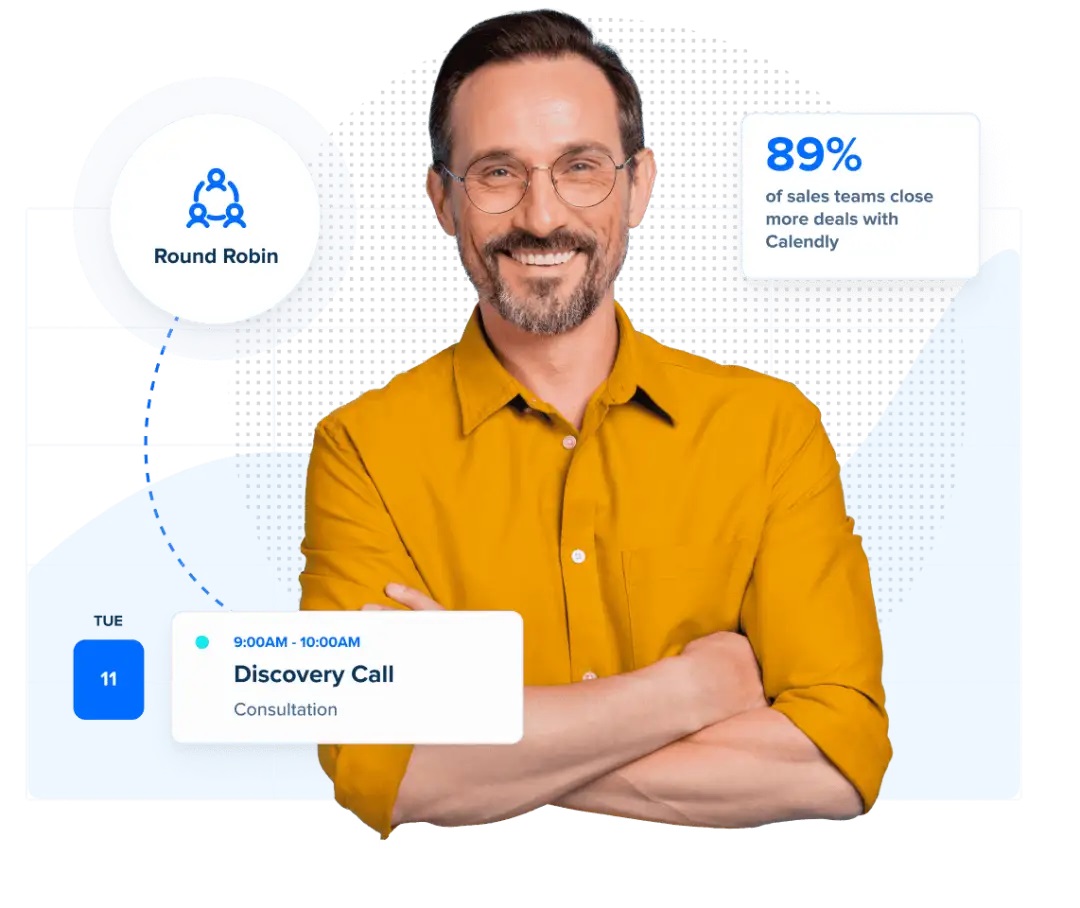 Round Robin
89%
of sales teams close
more deals with
Calendly
TUE
11
9:00AM - 10:00AM
Discovery Call
Consultation